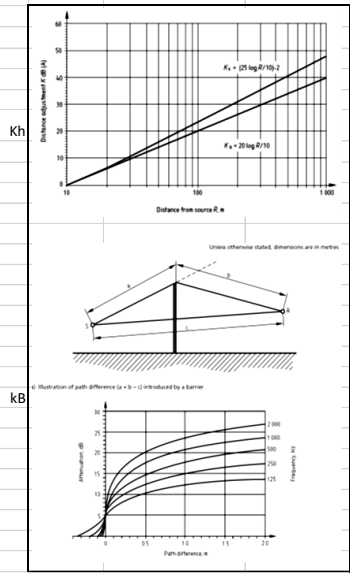 60
50
40
30
20
10
0
Distance adjustment K dB (A)
Ks = (25 log R/10)-2
Kh = 20 log R/10
10
100
1 000
Distance from source R, m
Kh
Unless otherwise stated, dimensions are in metres
a
b
S
R
c
a) Illustration of path difference (a + b - c) introduced by a barrier
kB
30
25
20
15
10
5
Attenuation, dB
2 000
1 000
500
250
125
Frequency, Hz
0
0.5
1.0
1.5
2.0
Path difference, m